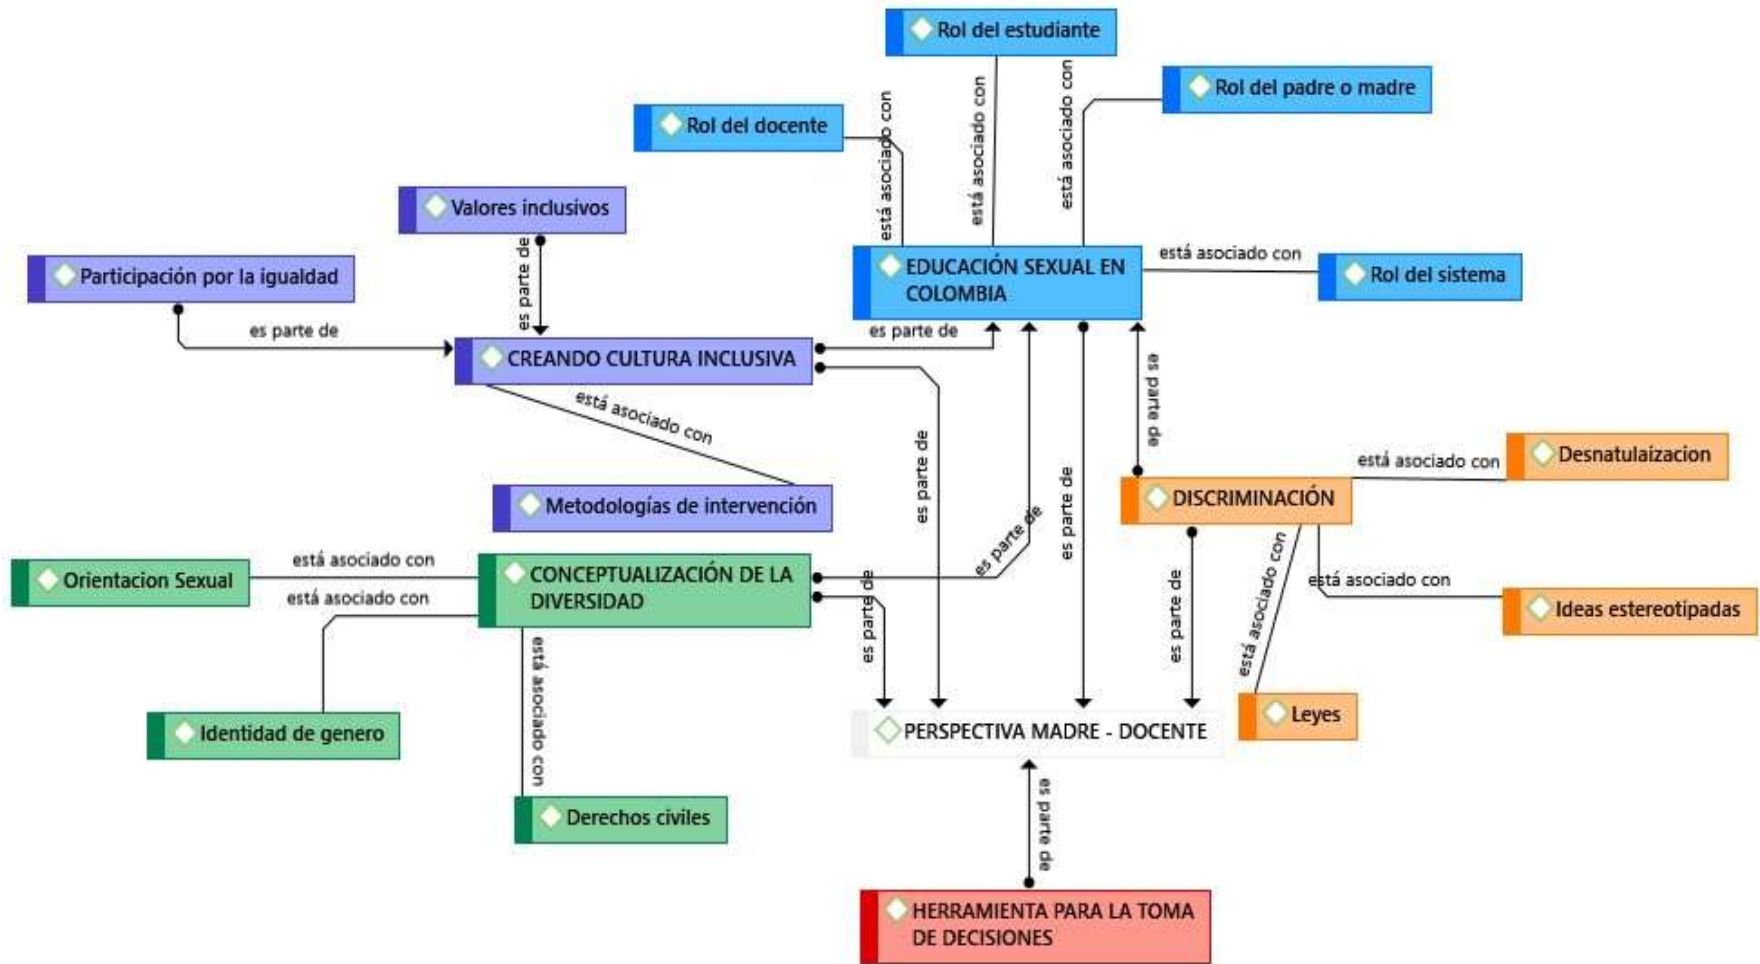 Rol del estudiante
está asociado con
está asociado con
Rol del padre o madre
está asociado con
Rol del docente
Valores inclusivos
es parte de
Participación por la igualdad
es parte de
EDUCACIÓN SEXUAL EN
COLOMBIA
está asociado con
Rol del sistema
CREANDO CULTURA INCLUSIVA
es parte de
es parte de
está asociado con
Metodologías de intervención
es parte de
es parte de
es parte de
DISCRIMINACIÓN
está asociado con
Desnatulaizacion
está asociado con
está asociado con
Ideas estereotipadas
Leyes
es parte de
Orientacion Sexual
está asociado con
está asociado con
CONCEPTUALIZACIÓN DE LA
DIVERSIDAD
es parte de
está asociado con
Identidad de genero
Derechos civiles
PERSPECTIVA MADRE - DOCENTE
es parte de
HERRAMIENTA PARA LA TOMA
DE DECISIONES